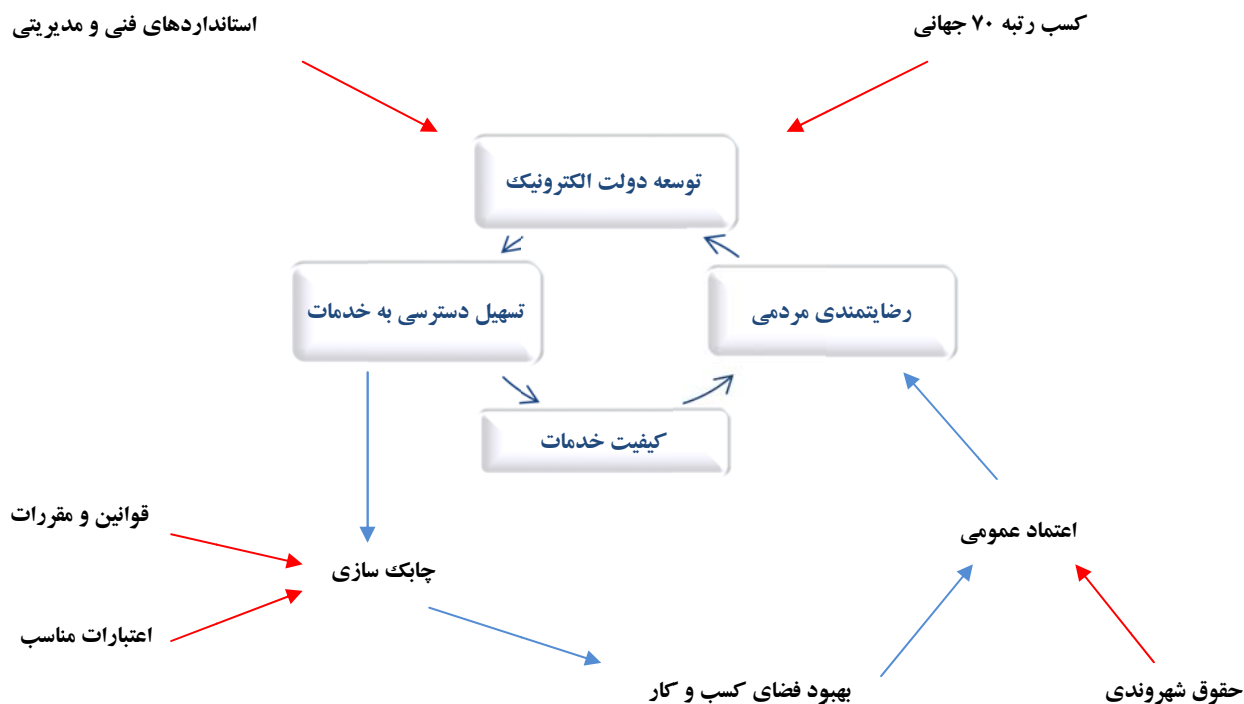 کسب رتبه ۷۰ جهانی
استانداردهای فنی و مدیریتی
توسعه دولت الکترونیک
رضایتمندی مردمی
تسهیل دسترسی به خدمات
کیفیت خدمات
اعتماد عمومی
قوانین و مقررات
چابک سازی
اعتبارات مناسب
حقوق شهروندی
بهبود فضای کسب و کار